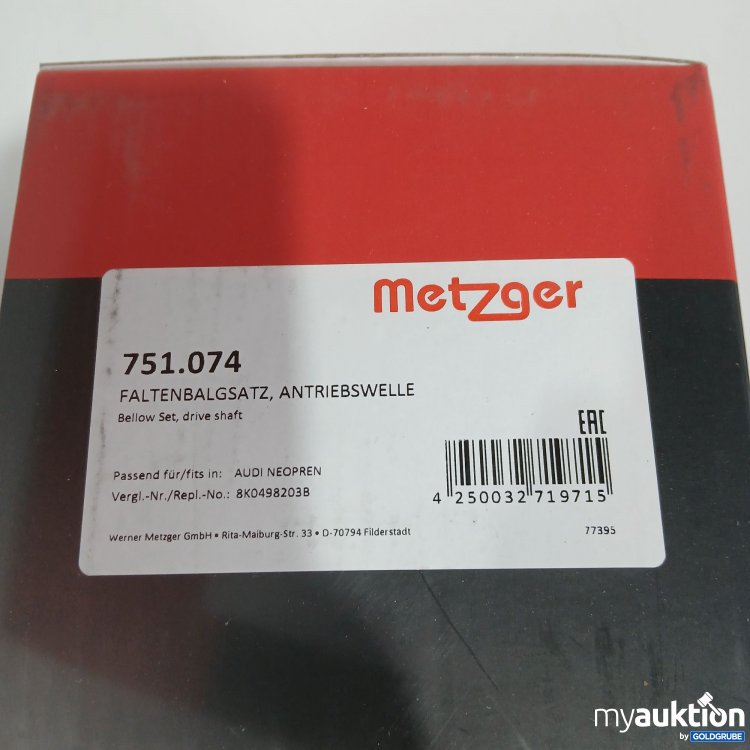 Metzger
751.074
FALTENBALGSATZ, ANTRIEBSWELLE
Bellow Set, drive shaft
EAC
Passend für/fits in: AUDI NEOPREN
Vergl.-Nr./Repl.-No.: 8K0498203B
4 250032 719715
Werner Metzger GmbH • Rita-Maiburg-Str. 33 • D-70794 Filderstadt
77395
myauktion
by GOLDGRUBE